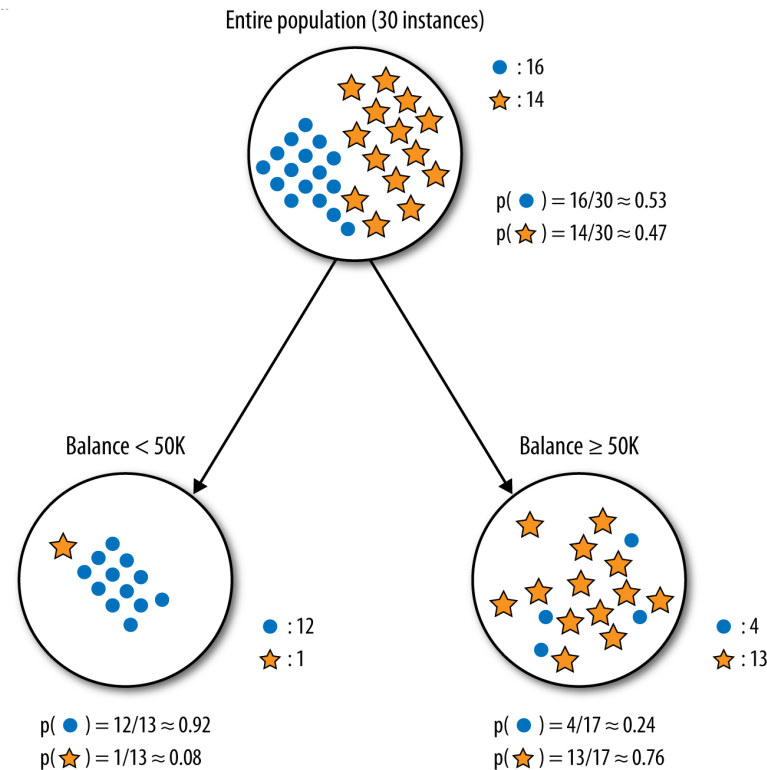 Entire population (30 instances)
: 16
: 14
p( ) = 16/30 ≈ 0.53
p( ) = 14/30 ≈ 0.47
Balance < 50K
Balance ≥ 50K
: 12
: 1
: 4
: 13
p( ) = 12/13 ≈ 0.92
p( ) = 1/13 ≈ 0.08
p( ) = 4/17 ≈ 0.24
p( ) = 13/17 ≈ 0.76